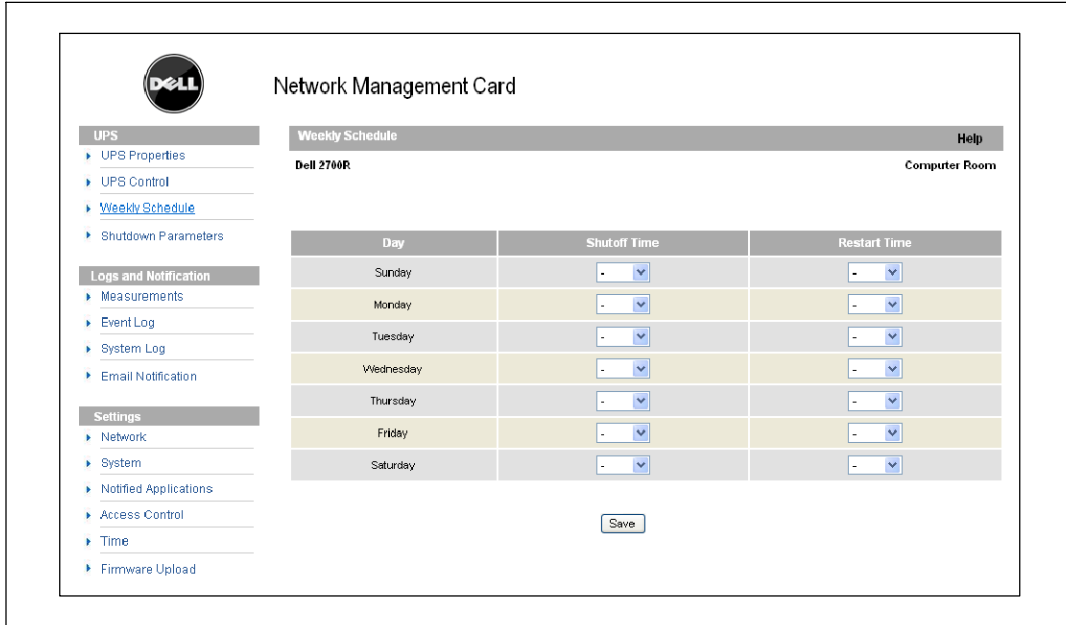 DELL
Network Management Card
UPS
UPS Properties
UPS Control
Weekly Schedule
Shutdown Parameters
Logs and Notification
Measurements
Event Log
System Log
Email Notification
Settings
Network
System
Notified Applications
Access Control
Time
Firmware Upload
Weekly Schedule Help
Dell 2700R Computer Room
Day Shutoff Time Restart Time
Sunday - -
Monday - -
Tuesday - -
Wednesday - -
Thursday - -
Friday - -
Saturday - -
Save